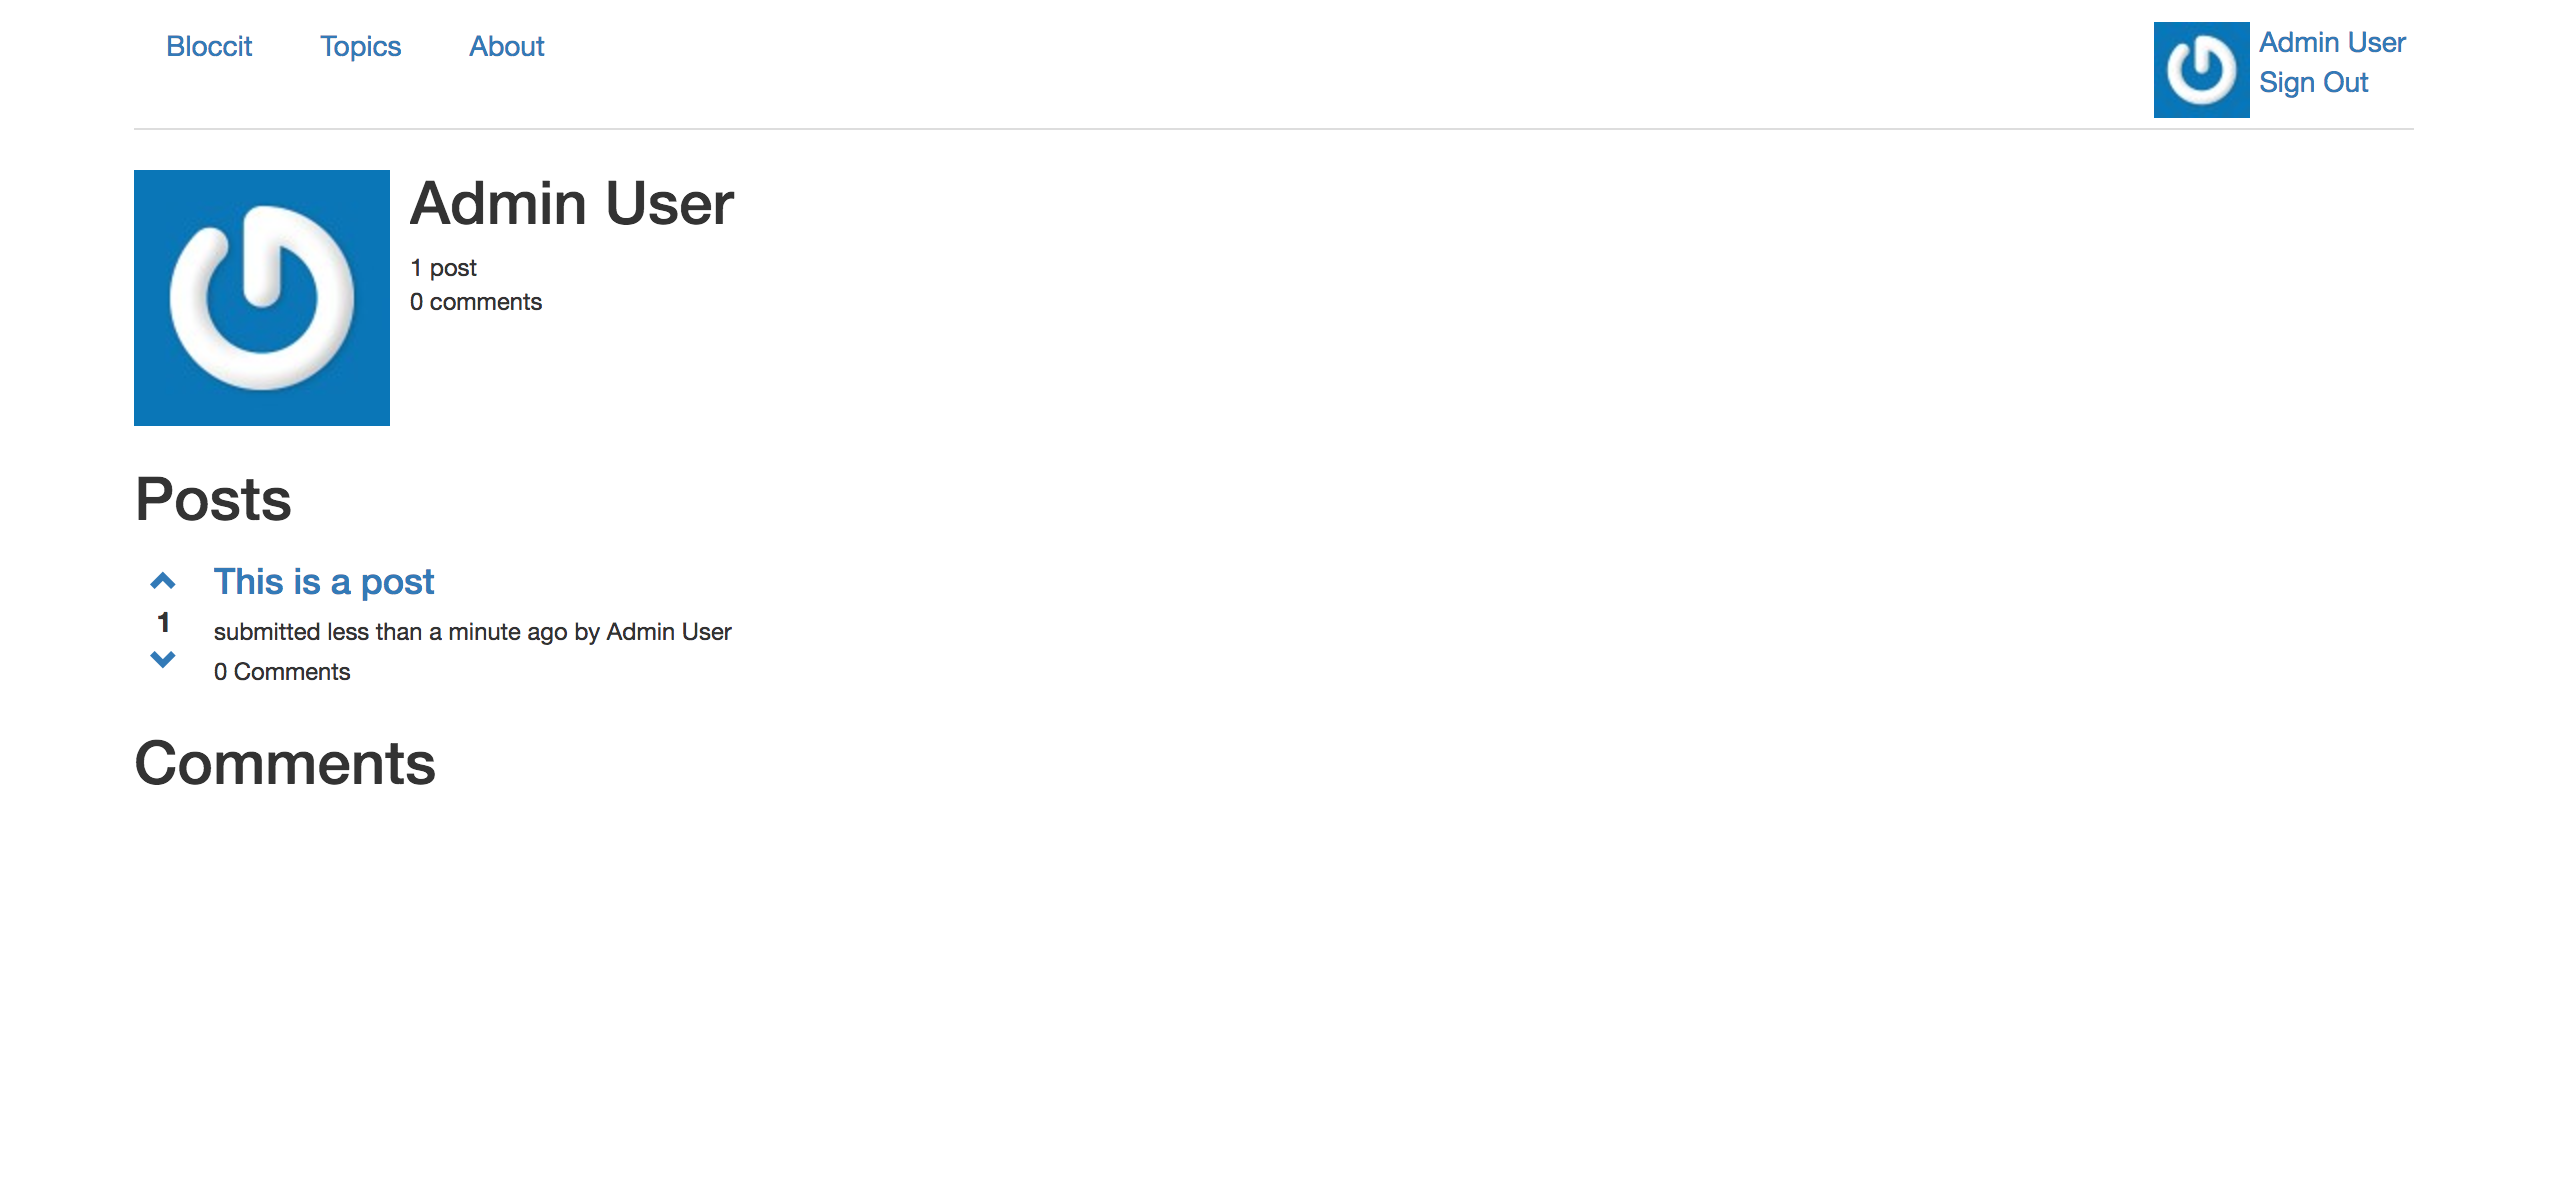 Bloccit Topics About
Admin User
Sign Out
Admin User
1 post
0 comments
Posts
This is a post
1
submitted less than a minute ago by Admin User
0 Comments
Comments